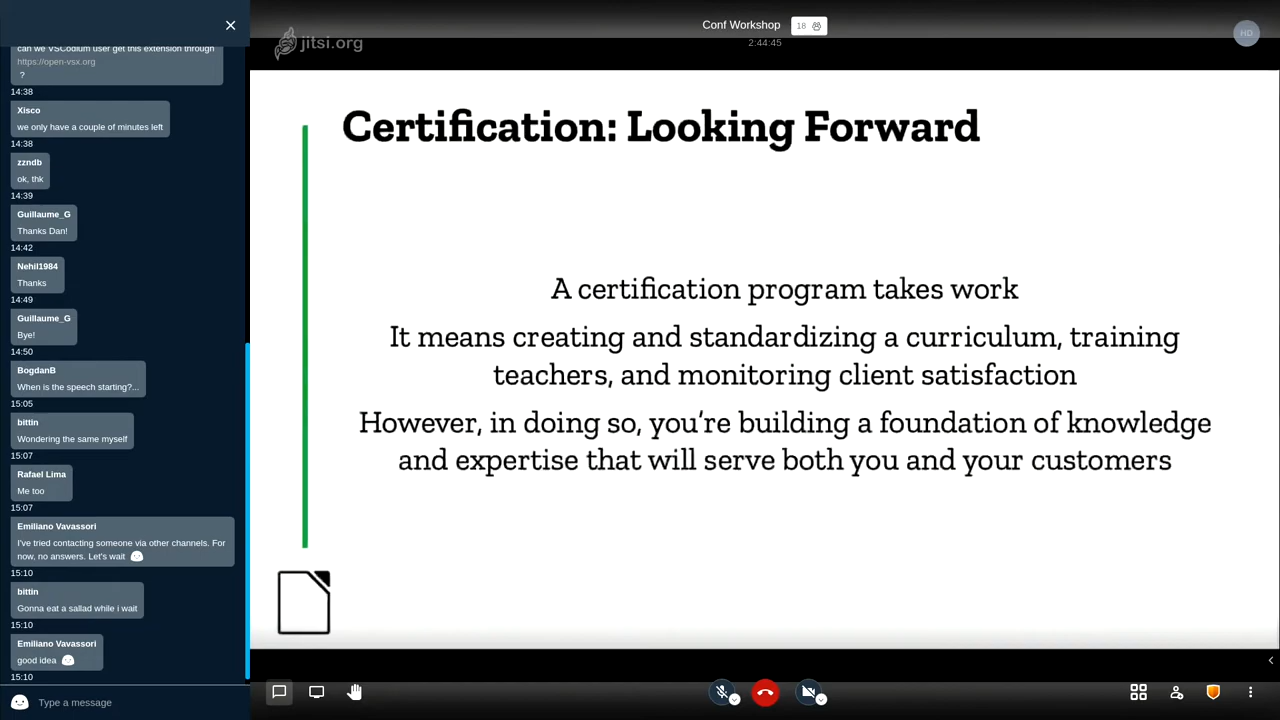 can we VSCodium user get this extension through
https://open-vsx.org
?
14:38
Xisco
we only have a couple of minutes left
14:38
zzndb
ok, thk
14:39
Guillaume_G
Thanks Dan!
14:42
Nehil1984
Thanks
14:49
Guillaume_G
Bye!
14:50
BogdanB
When is the speech starting?...
15:05
bittin
Wondering the same myself
15:07
Rafael Lima
Me too
15:07
Emiliano Vavassori
I've tried contacting someone via other channels. For
now, no answers. Let's wait
15:10
bittin
Gonna eat a sallad while i wait
15:10
Emiliano Vavassori
good idea
15:10
Type a message
jitsi.org
Conf Workshop
18
2:44:45
HD
Certification: Looking Forward
A certification program takes work
It means creating and standardizing a curriculum, training
teachers, and monitoring client satisfaction
However, in doing so, you're building a foundation of knowledge
and expertise that will serve both you and your customers